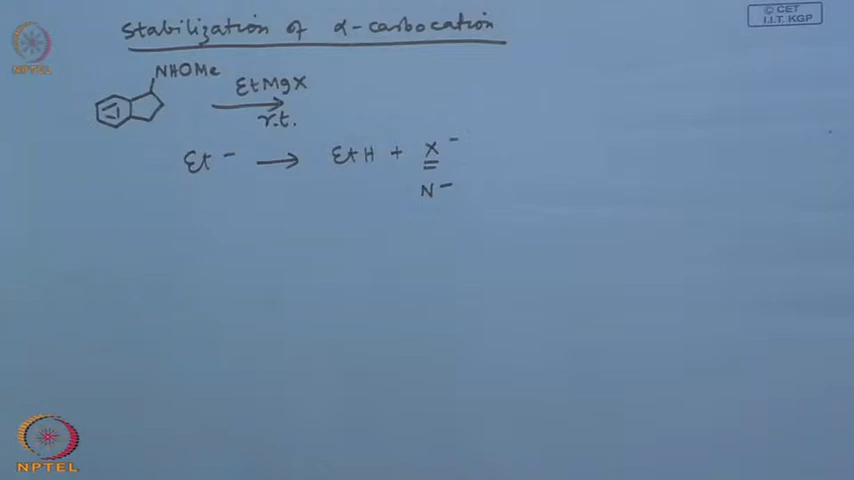 Stabilization of α-carbocation
© CET
I.I.T. KGP
NPTEL
NHOMe
EtMgX
r.t.
Et⁻ → EtH + X⁻
N⁻
NPTEL